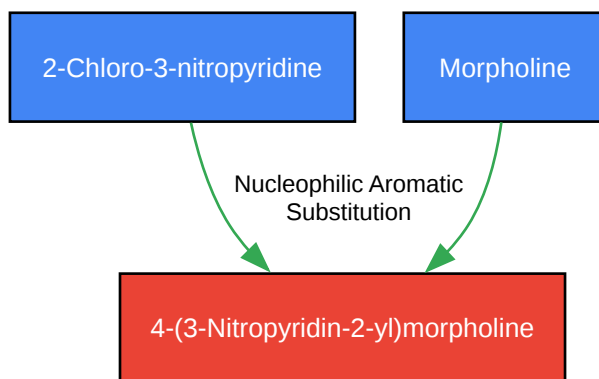 2-Chloro-3-nitropyridine
Morpholine
Nucleophilic Aromatic
Substitution
4-(3-Nitropyridin-2-yl)morpholine